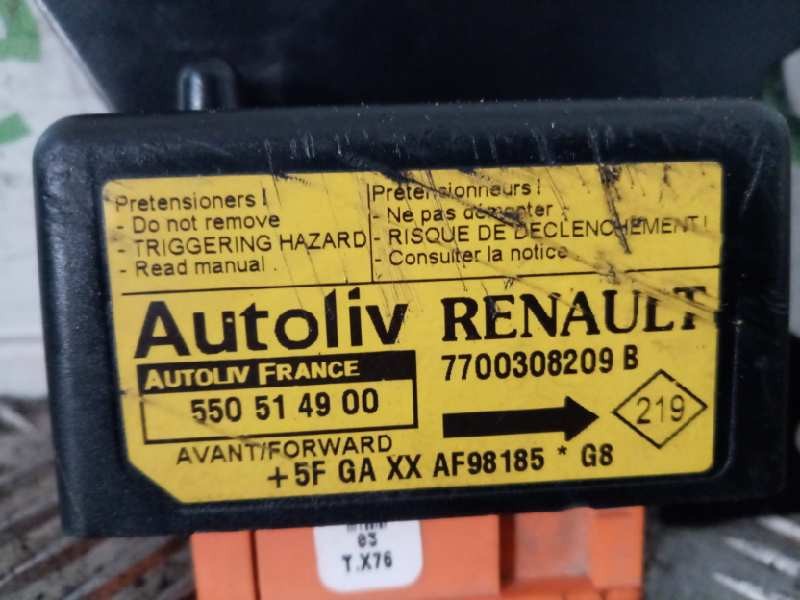 Pretensioners !
- Do not remove
- TRIGGERING HAZARD
- Read manual
Prétensionneurs !
- Ne pas démonter
- RISQUE DE DECLENCHEMENT !
- Consulter la notice
Autoliv RENAULT
AUTOLIV FRANCE
7700308209 B
550 51 49 00
219
AVANT/FORWARD
+5F GA XX AF98185 * G8
03
T.X76